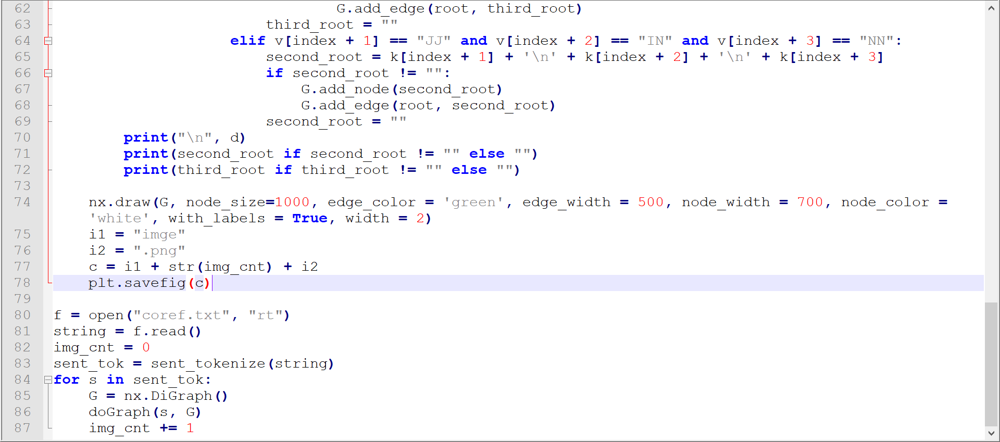 62                                 G.add_edge(root, third_root)
63                         third_root = ""
64                     elif v[index + 1] == "JJ" and v[index + 2] == "IN" and v[index + 3] == "NN":
65                         second_root = k[index + 1] + '\n' + k[index + 2] + '\n' + k[index + 3]
66                         if second_root != "":
67                             G.add_node(second_root)
68                             G.add_edge(root, second_root)
69                         second_root = ""
70         print("\n", d)
71         print(second_root if second_root != "" else "")
72         print(third_root if third_root != "" else "")
73
74     nx.draw(G, node_size=1000, edge_color = 'green', edge_width = 500, node_width = 700, node_color =
    'white', with_labels = True, width = 2)
75     i1 = "imge"
76     i2 = ".png"
77     c = i1 + str(img_cnt) + i2
78     plt.savefig(c)
79
80 f = open("coref.txt", "rt")
81 string = f.read()
82 img_cnt = 0
83 sent_tok = sent_tokenize(string)
84 for s in sent_tok:
85     G = nx.DiGraph()
86     doGraph(s, G)
87     img_cnt += 1